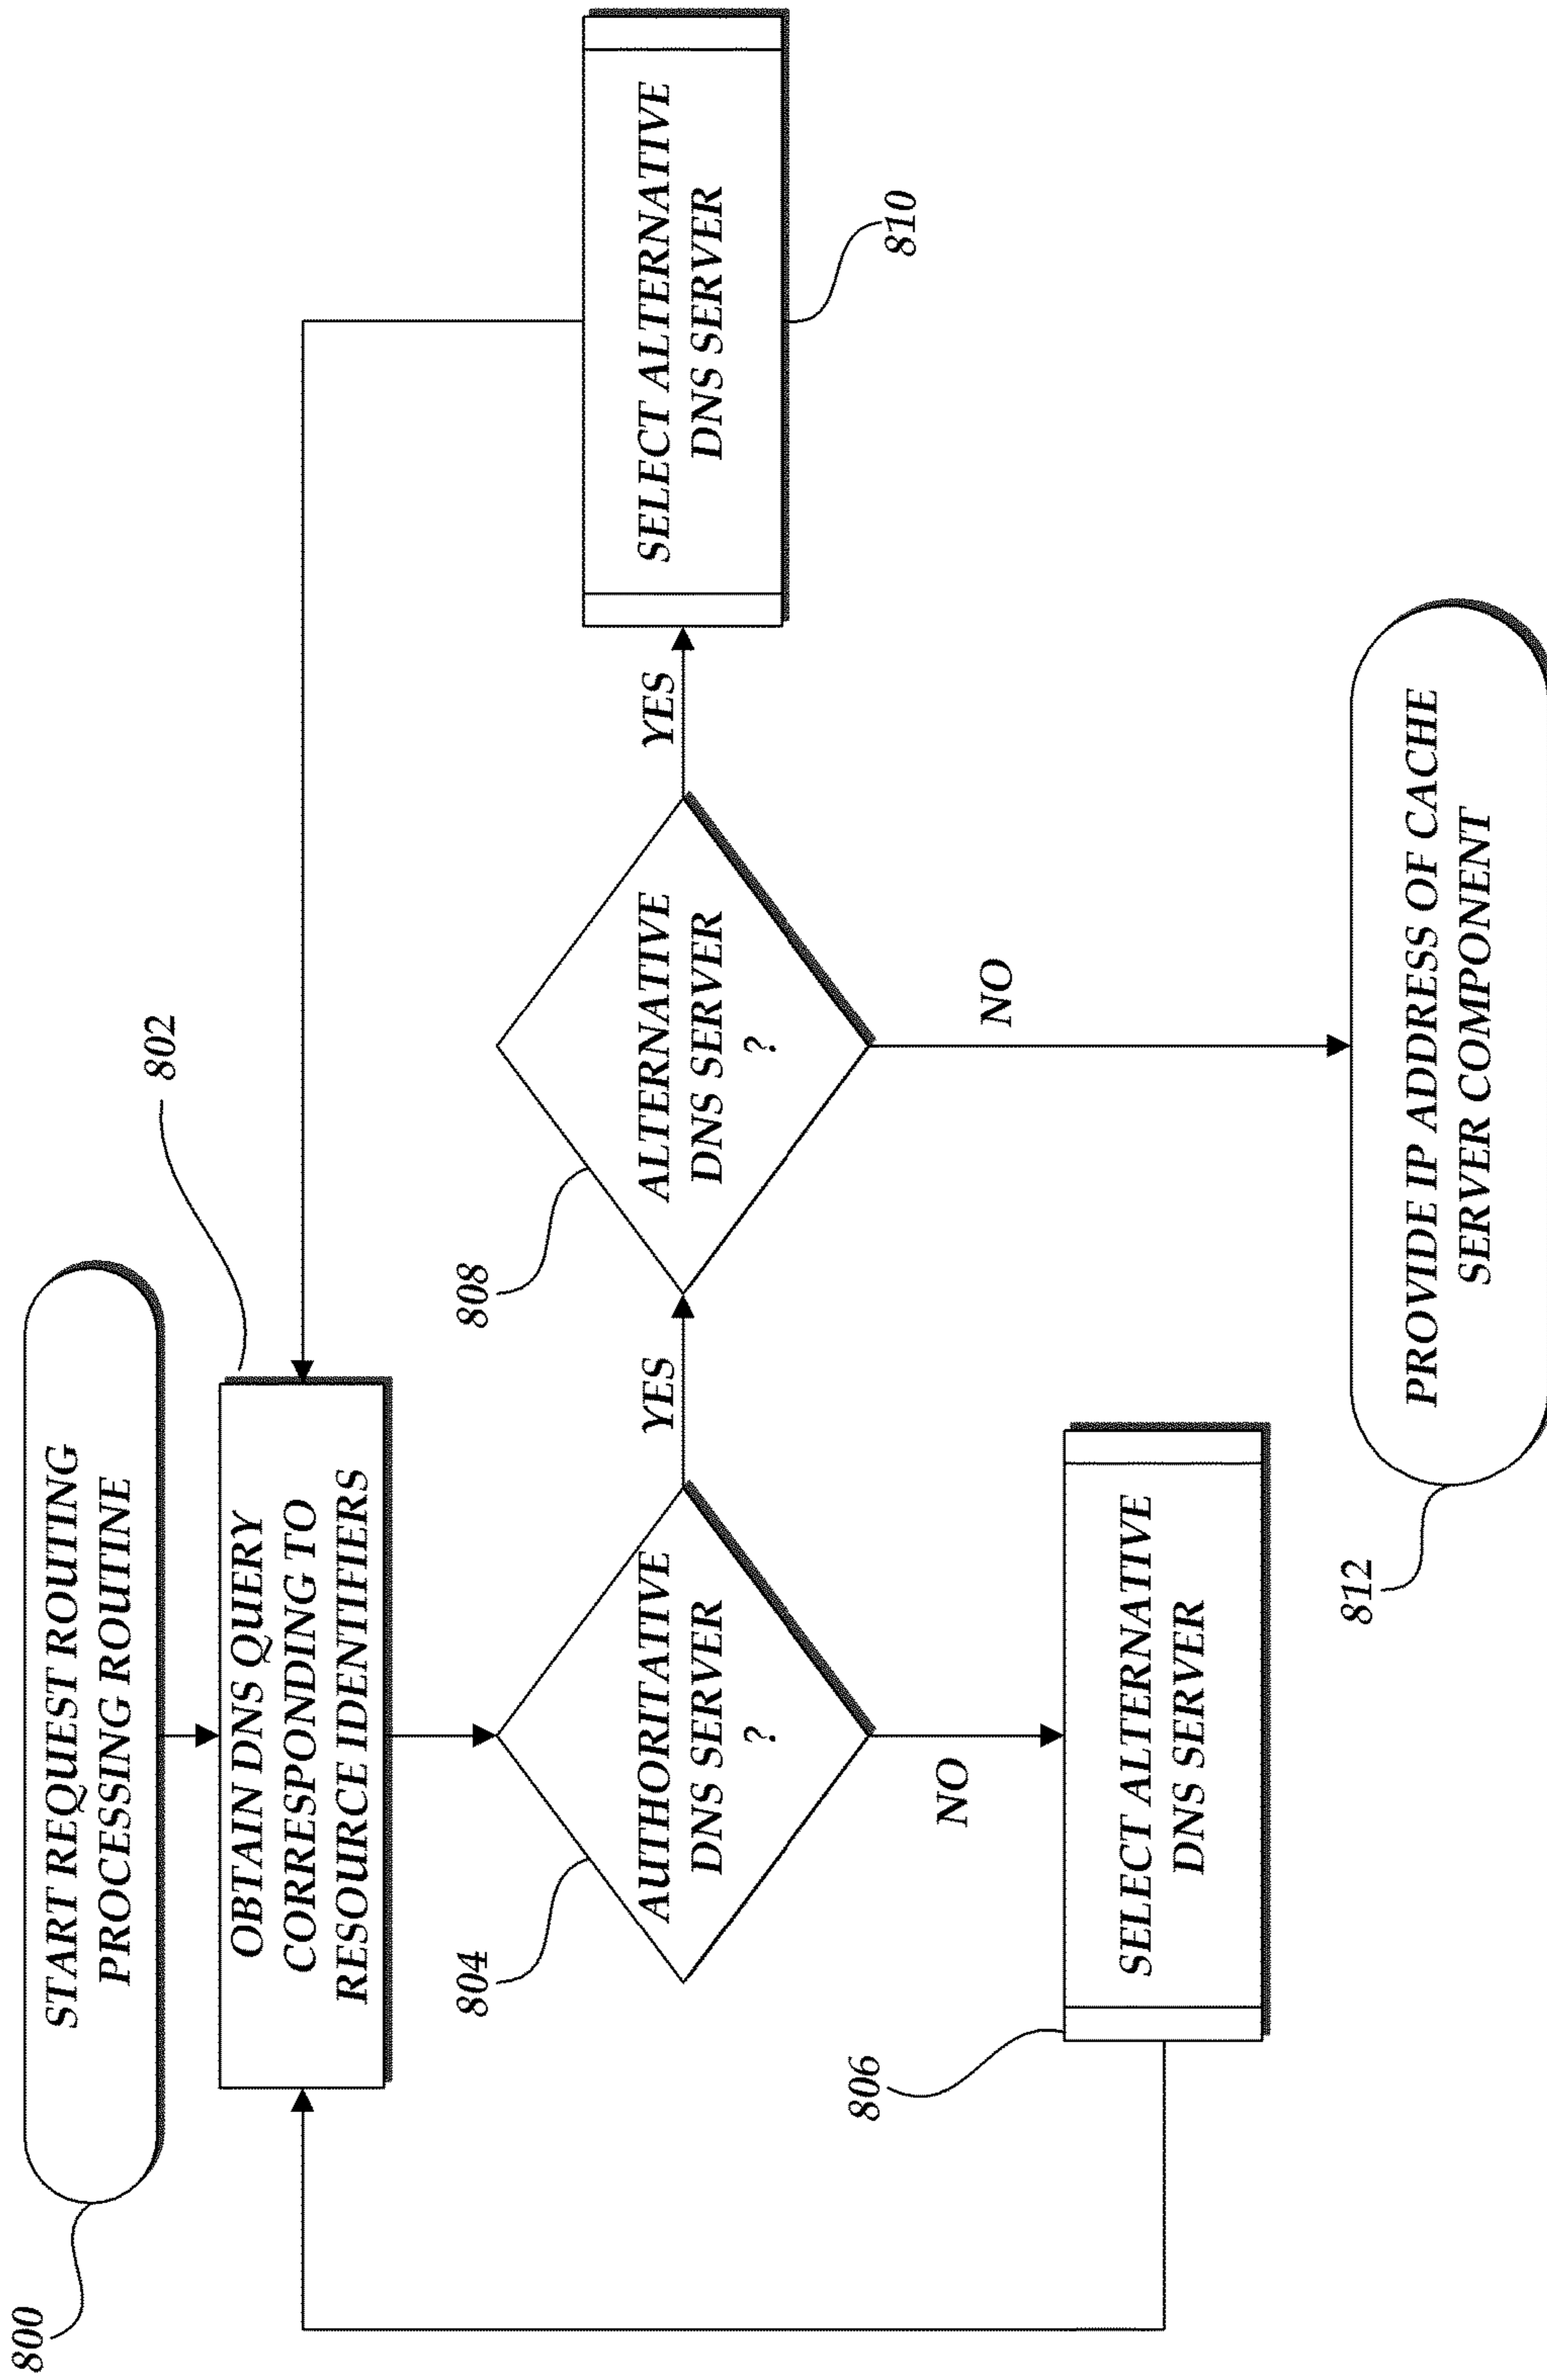 800
START REQUEST ROUTING
PROCESSING ROUTINE
802
OBTAIN DNS QUERY
CORRESPONDING TO
RESOURCE IDENTIFIERS
804
AUTHORITATIVE
DNS SERVER
?
YES
NO
806
SELECT ALTERNATIVE
DNS SERVER
808
ALTERNATIVE
DNS SERVER
?
YES
NO
SELECT ALTERNATIVE
DNS SERVER
810
812
PROVIDE IP ADDRESS OF CACHE
SERVER COMPONENT